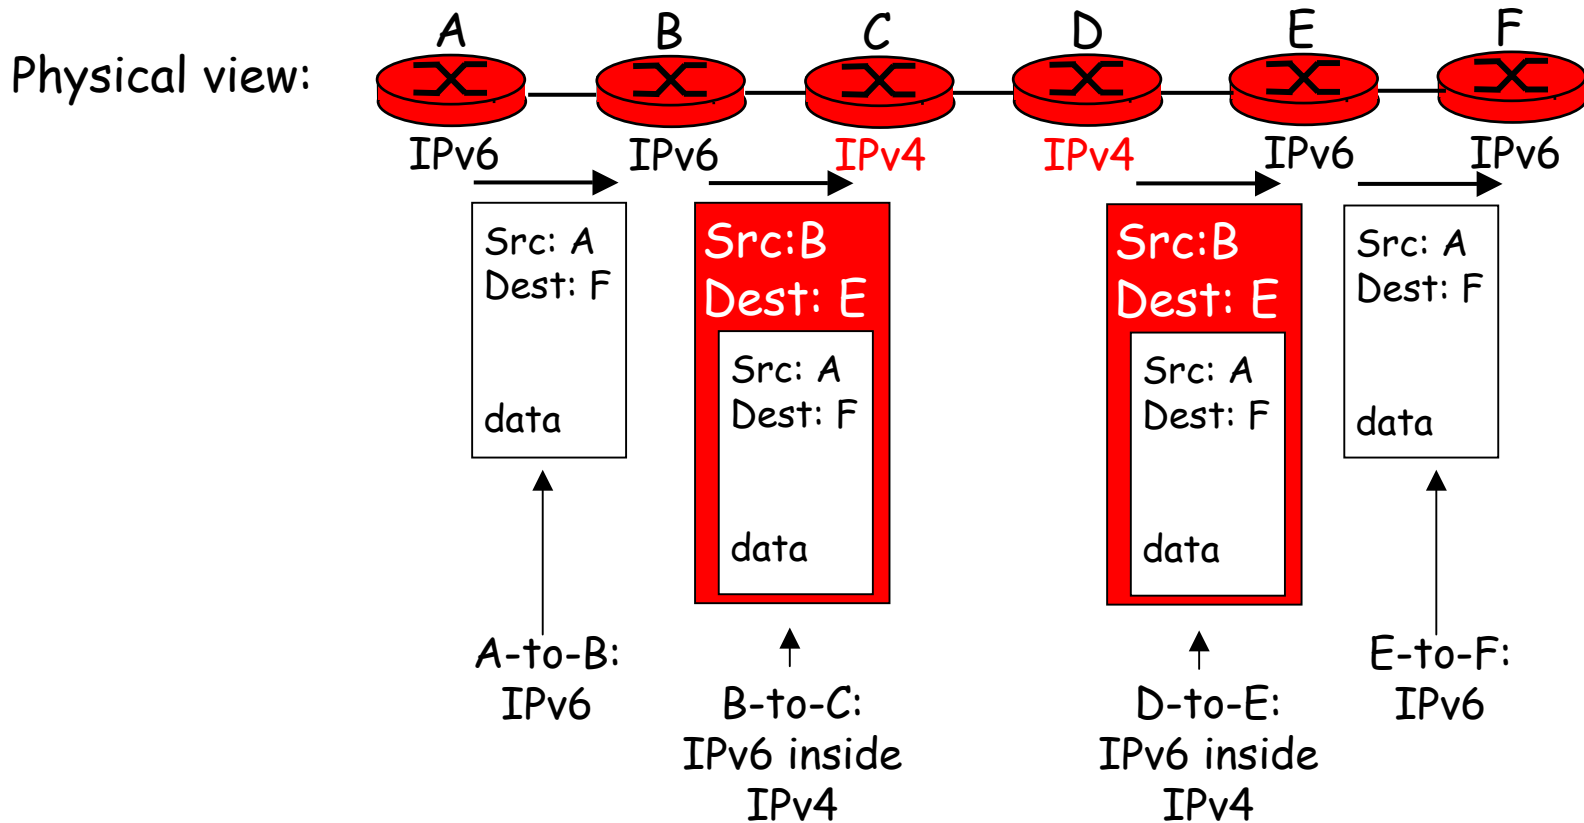 A B C D E F
Physical view:
IPv6 IPv6 IPv4 IPv4 IPv6 IPv6
Src: A
Dest: F
data
Src:B
Dest: E
Src: A
Dest: F
data
Src:B
Dest: E
Src: A
Dest: F
data
Src: A
Dest: F
data
A-to-B:
IPv6
B-to-C:
IPv6 inside
IPv4
D-to-E:
IPv6 inside
IPv4
E-to-F:
IPv6